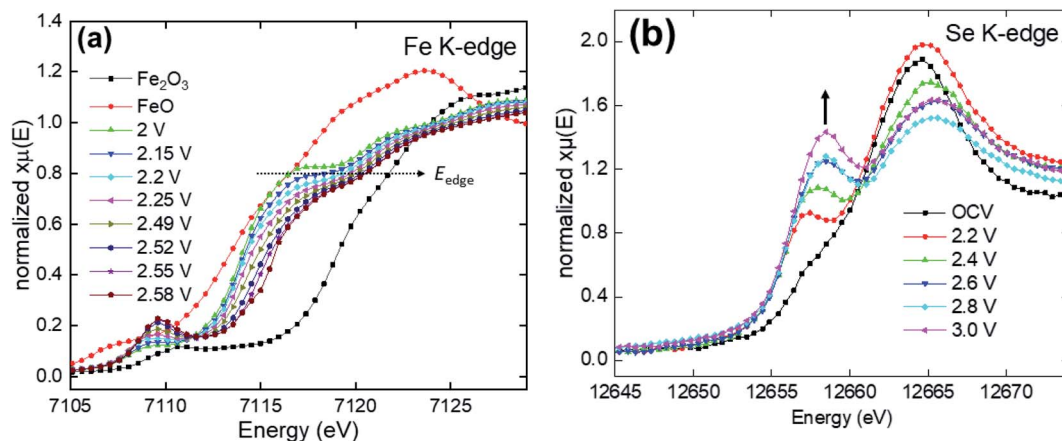 (a)
Fe K-edge
Fe₂O₃
FeO
2 V
2.15 V
2.2 V
2.25 V
2.49 V
2.52 V
2.55 V
2.58 V
E_edge
normalized xμ(E)
1.4
1.2
1.0
0.8
0.6
0.4
0.2
0.0
7105 7110 7115 7120 7125
Energy (eV)
(b)
Se K-edge
OCV
2.2 V
2.4 V
2.6 V
2.8 V
3.0 V
normalized xμ(E)
2.0
1.6
1.2
0.8
0.4
0.0
12645 12650 12655 12660 12665 12670
Energy (eV)